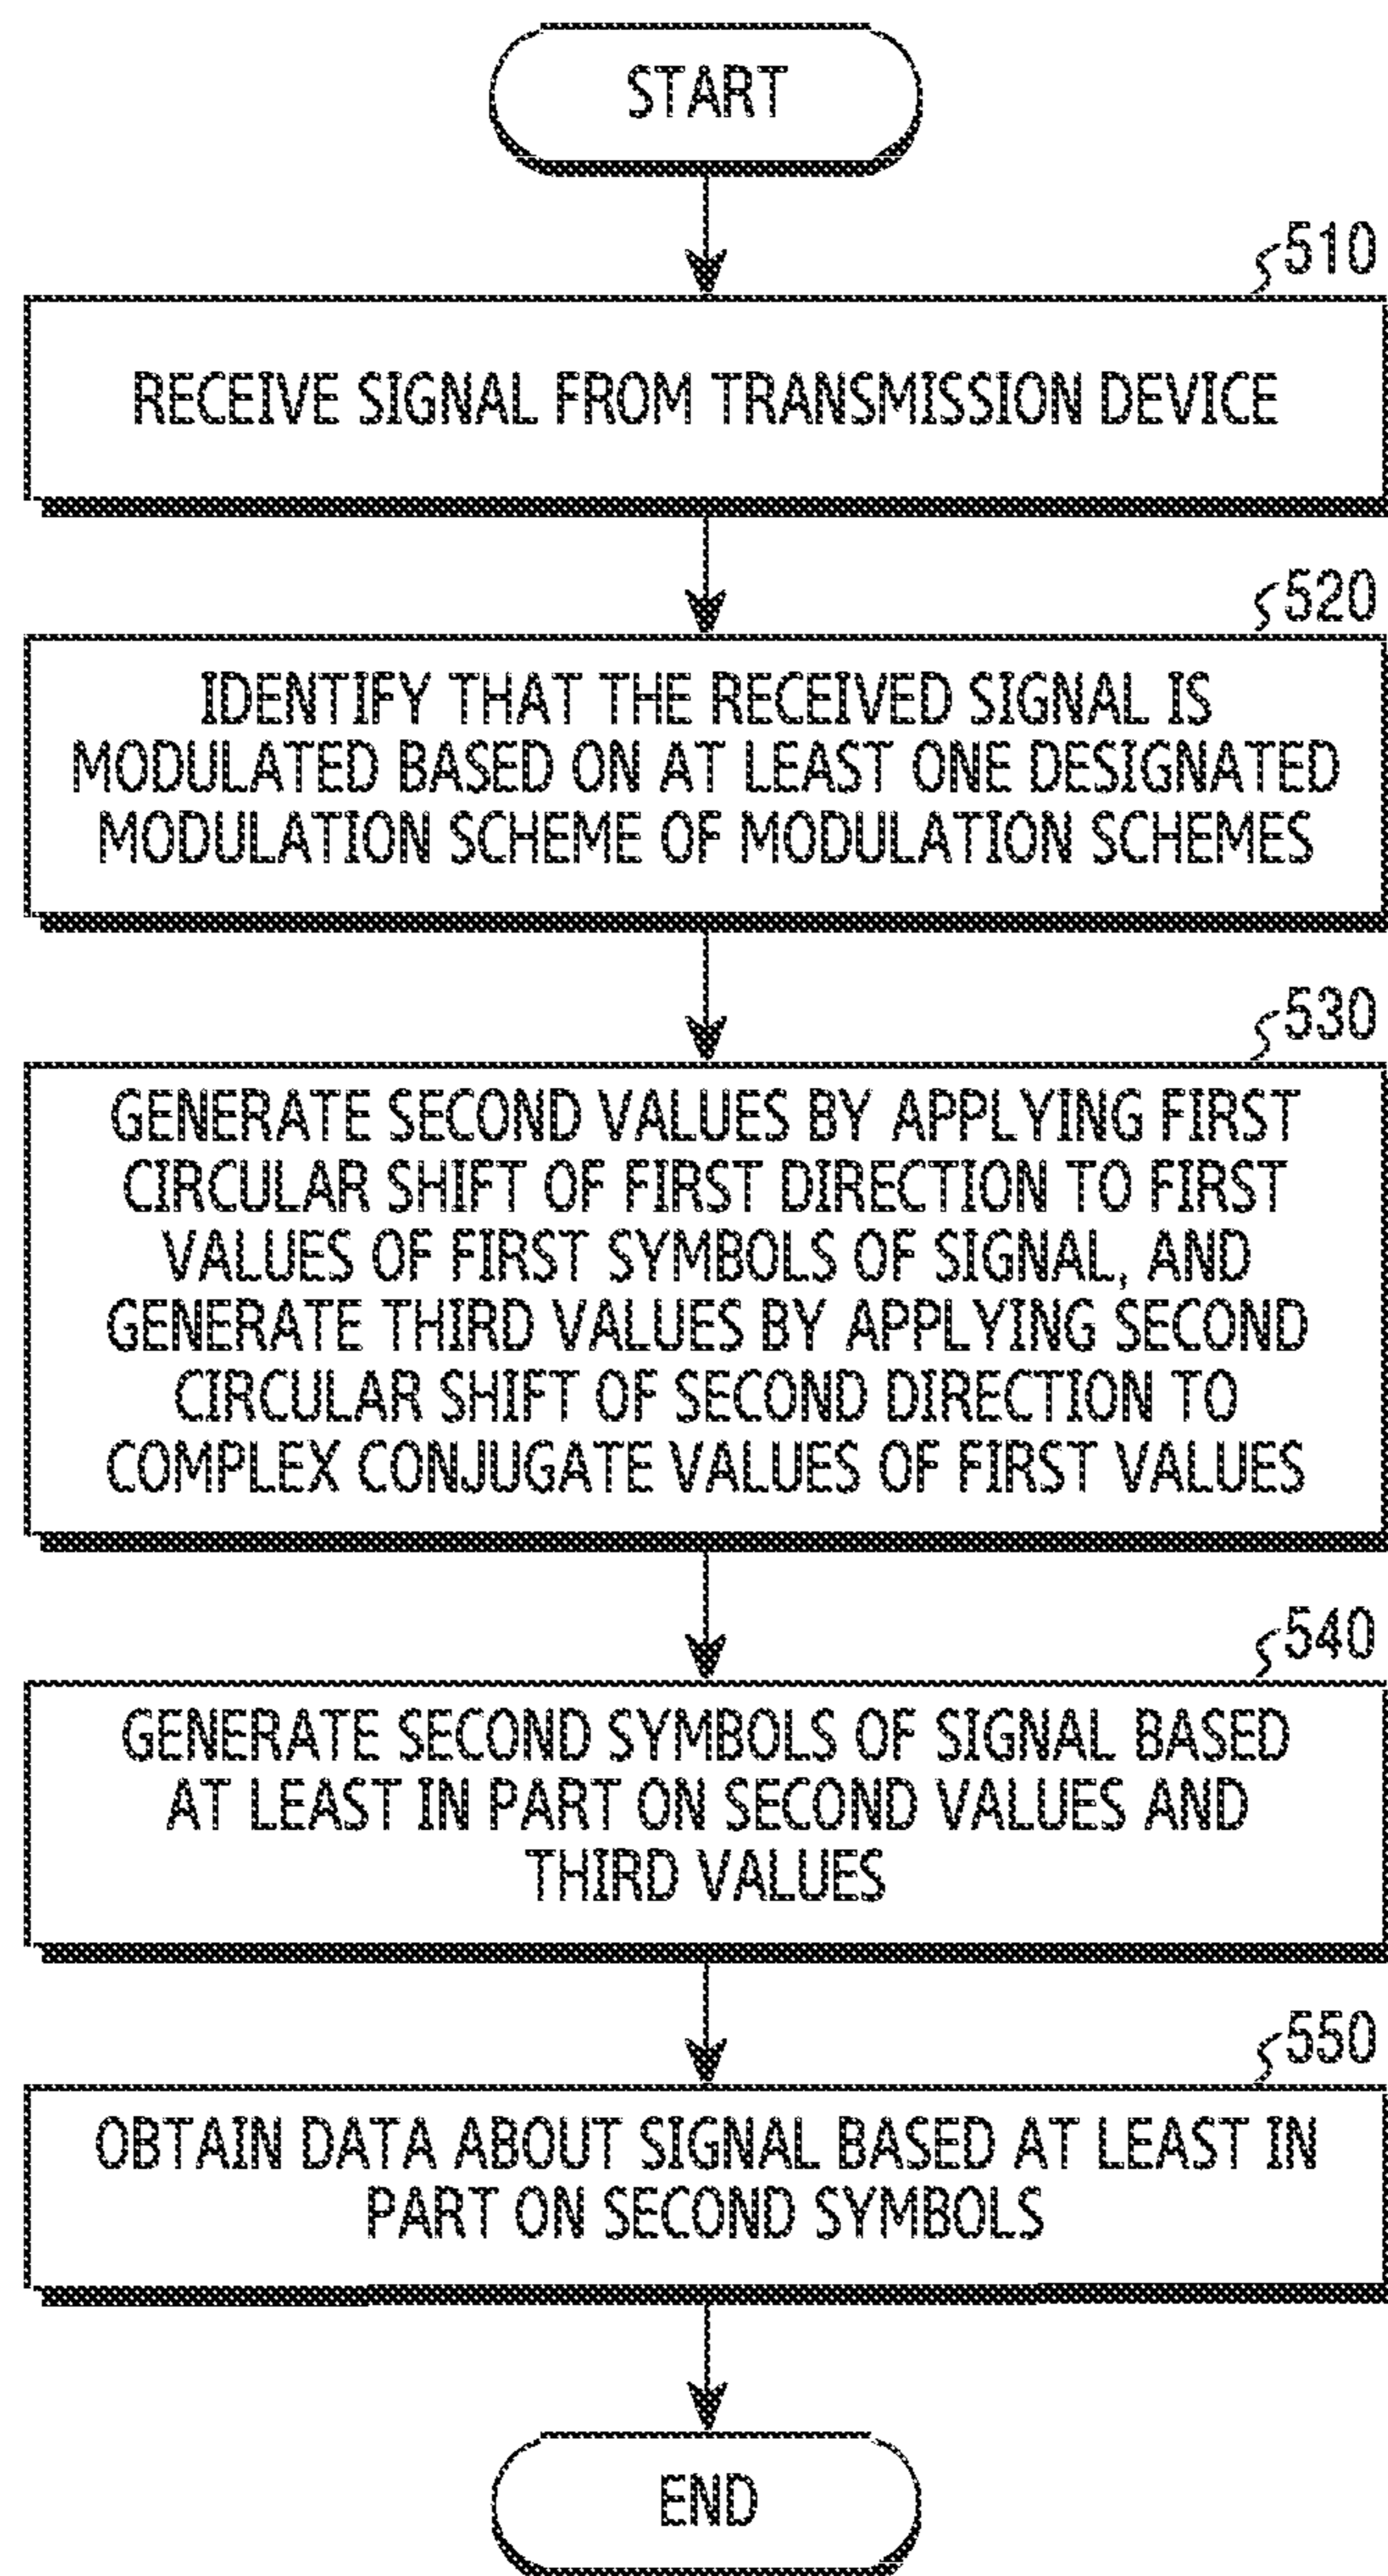 START
510
RECEIVE SIGNAL FROM TRANSMISSION DEVICE
520
IDENTIFY THAT THE RECEIVED SIGNAL IS
MODULATED BASED ON AT LEAST ONE DESIGNATED
MODULATION SCHEME OF MODULATION SCHEMES
530
GENERATE SECOND VALUES BY APPLYING FIRST
CIRCULAR SHIFT OF FIRST DIRECTION TO FIRST
VALUES OF FIRST SYMBOLS OF SIGNAL, AND
GENERATE THIRD VALUES BY APPLYING SECOND
CIRCULAR SHIFT OF SECOND DIRECTION TO
COMPLEX CONJUGATE VALUES OF FIRST VALUES
540
GENERATE SECOND SYMBOLS OF SIGNAL BASED
AT LEAST IN PART ON SECOND VALUES AND
THIRD VALUES
550
OBTAIN DATA ABOUT SIGNAL BASED AT LEAST IN
PART ON SECOND SYMBOLS
END